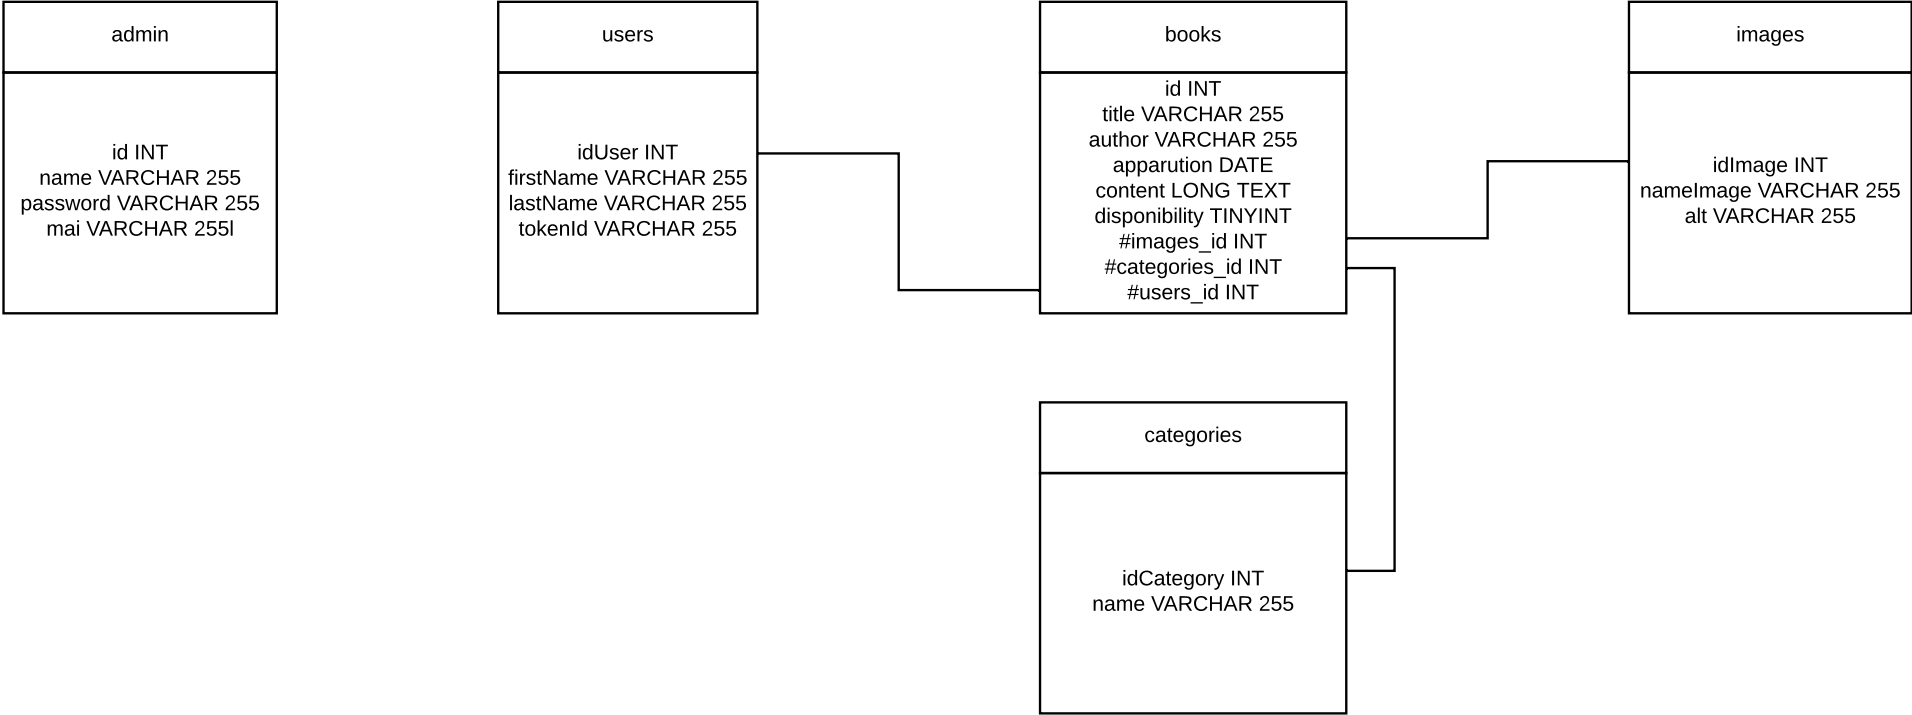 admin
id INT
name VARCHAR 255
password VARCHAR 255
mai VARCHAR 255l
users
idUser INT
firstName VARCHAR 255
lastName VARCHAR 255
tokenId VARCHAR 255
books
id INT
title VARCHAR 255
author VARCHAR 255
apparution DATE
content LONG TEXT
disponibility TINYINT
#images_id INT
#categories_id INT
#users_id INT
images
idImage INT
nameImage VARCHAR 255
alt VARCHAR 255
categories
idCategory INT
name VARCHAR 255